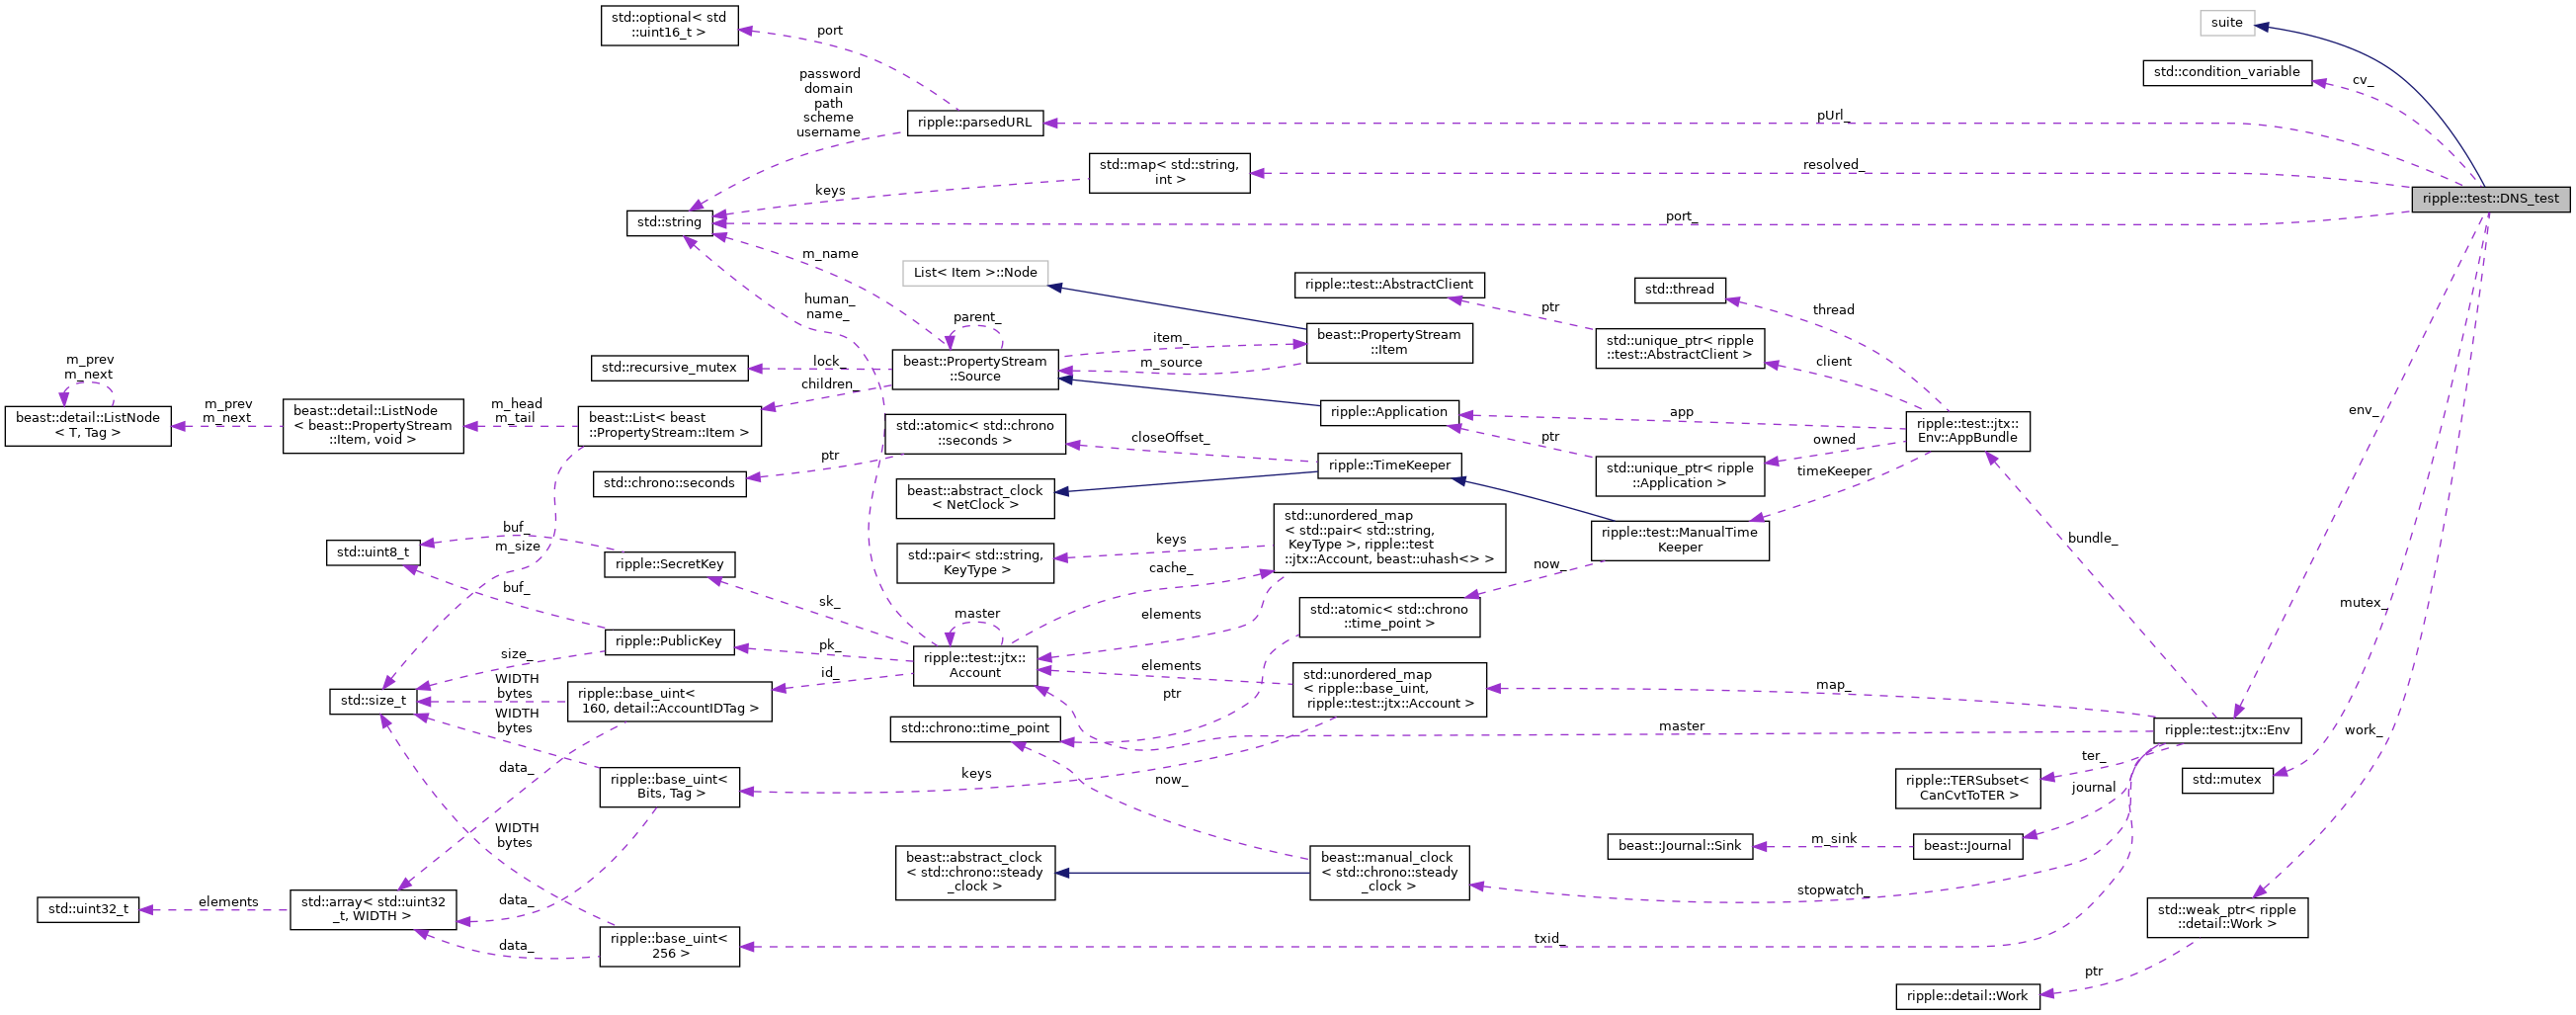 std::optional< std
::uint16_t >
port
suite
std::condition_variable
cv_
password
domain
path
scheme
username
ripple::parsedURL
pUrl_
std::map< std::string,
int >
resolved_
keys
ripple::test::DNS_test
std::string
port_
m_name
List< Item >::Node
ripple::test::AbstractClient
std::thread
human_
name_
parent_
ptr
thread
beast::PropertyStream
::Item
item_
m_source
std::unique_ptr< ripple
::test::AbstractClient >
client
m_prev
m_next
std::recursive_mutex
lock_
beast::PropertyStream
::Source
children_
beast::detail::ListNode
< T, Tag >
m_prev
m_next
beast::detail::ListNode
< beast::PropertyStream
::Item, void >
m_head
m_tail
beast::List< beast
::PropertyStream::Item >
ripple::Application
app
env_
std::atomic< std::chrono
::seconds >
closeOffset_
ptr
owned
ripple::test::jtx::
Env::AppBundle
ptr
std::chrono::seconds
ripple::TimeKeeper
std::unique_ptr< ripple
::Application >
timeKeeper
beast::abstract_clock
< NetClock >
buf_
m_size
std::uint8_t
std::unordered_map
< std::pair< std::string,
KeyType >, ripple::test
::jtx::Account, beast::uhash<> >
ripple::test::ManualTime
Keeper
bundle_
std::pair< std::string,
KeyType >
keys
cache_
now_
ripple::SecretKey
buf_
sk_
master
elements
std::atomic< std::chrono
::time_point >
mutex_
ripple::PublicKey
pk_
size_
ripple::test::jtx::
Account
elements
id_
WIDTH
bytes
std::size_t
ripple::base_uint<
160, detail::AccountIDTag >
ptr
std::unordered_map
< ripple::base_uint,
ripple::test::jtx::Account >
map_
WIDTH
bytes
std::chrono::time_point
master
ripple::test::jtx::Env
work_
data_
ripple::base_uint<
Bits, Tag >
keys
now_
ter_
ripple::TERSubset<
CanCvtToTER >
journal
std::mutex
WIDTH
bytes
beast::Journal::Sink
m_sink
beast::Journal
beast::abstract_clock
< std::chrono::steady
_clock >
beast::manual_clock
< std::chrono::steady
_clock >
stopwatch_
std::uint32_t
elements
std::array< std::uint32
_t, WIDTH >
data_
std::weak_ptr< ripple
::detail::Work >
data_
ripple::base_uint<
256 >
txid_
ptr
ripple::detail::Work